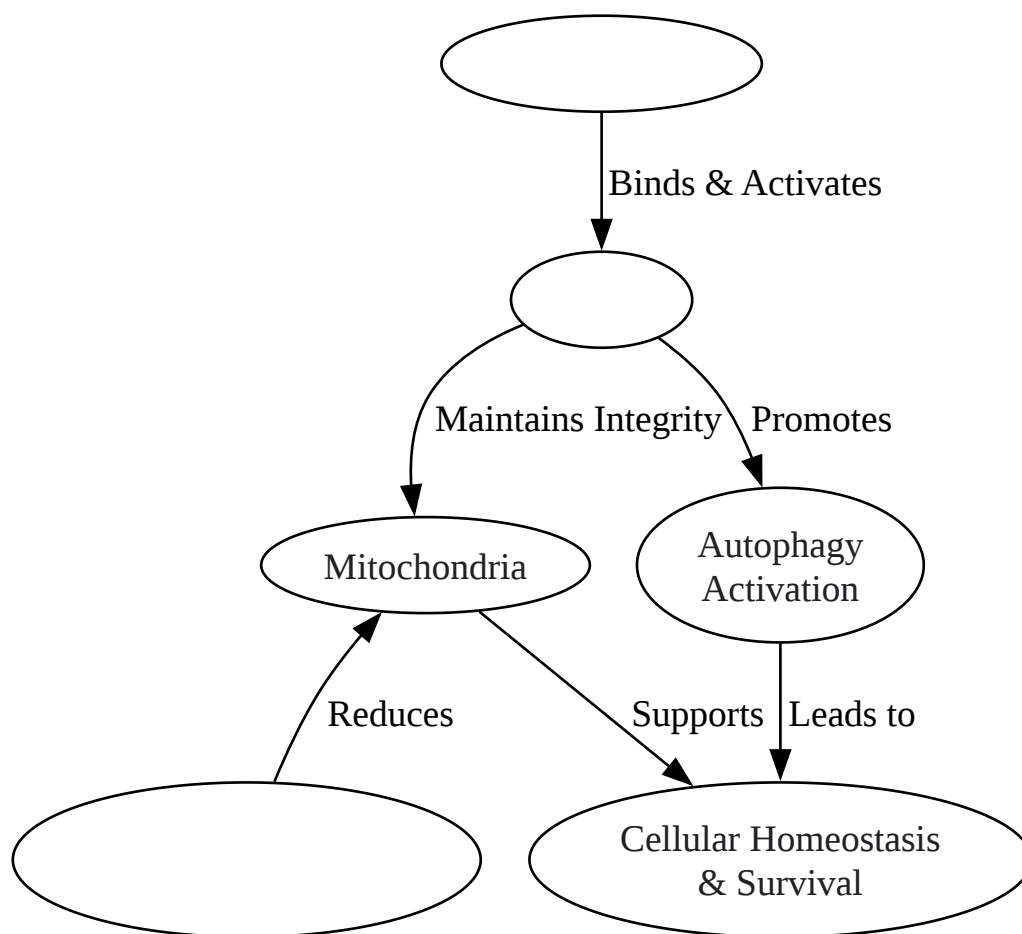 Binds & Activates
Maintains Integrity
Promotes
Mitochondria
Autophagy
Activation
Reduces
Supports
Leads to
Cellular Homeostasis
& Survival